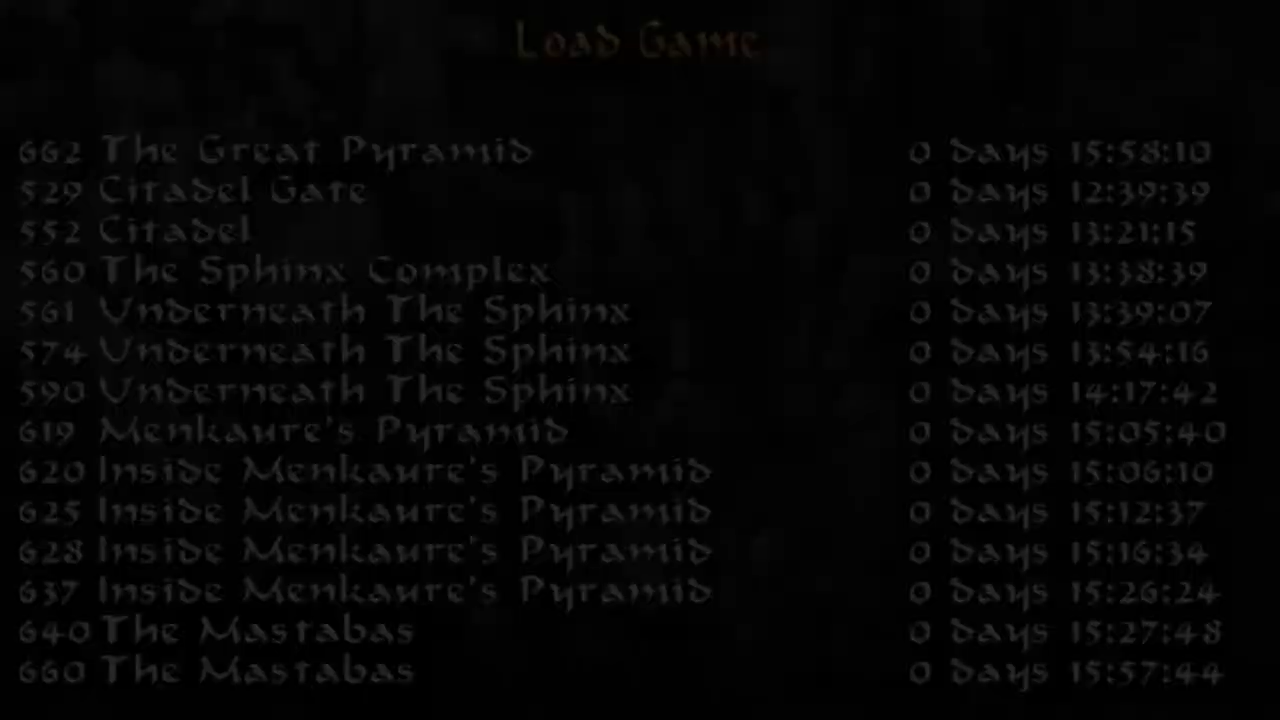 Load Game
662 The Great Pyramid 0 days 15:58:10
529 Citadel Gate 0 days 12:39:39
552 Citadel 0 days 13:21:15
560 The Sphinx Complex 0 days 13:38:39
561 Underneath The Sphinx 0 days 13:39:07
574 Underneath The Sphinx 0 days 13:54:16
590 Underneath The Sphinx 0 days 14:17:42
619 Menkaure's Pyramid 0 days 15:05:40
620 Inside Menkaure's Pyramid 0 days 15:06:10
625 Inside Menkaure's Pyramid 0 days 15:12:37
628 Inside Menkaure's Pyramid 0 days 15:16:34
637 Inside Menkaure's Pyramid 0 days 15:26:24
640 The Mastabas 0 days 15:27:48
660 The Mastabas 0 days 15:57:44